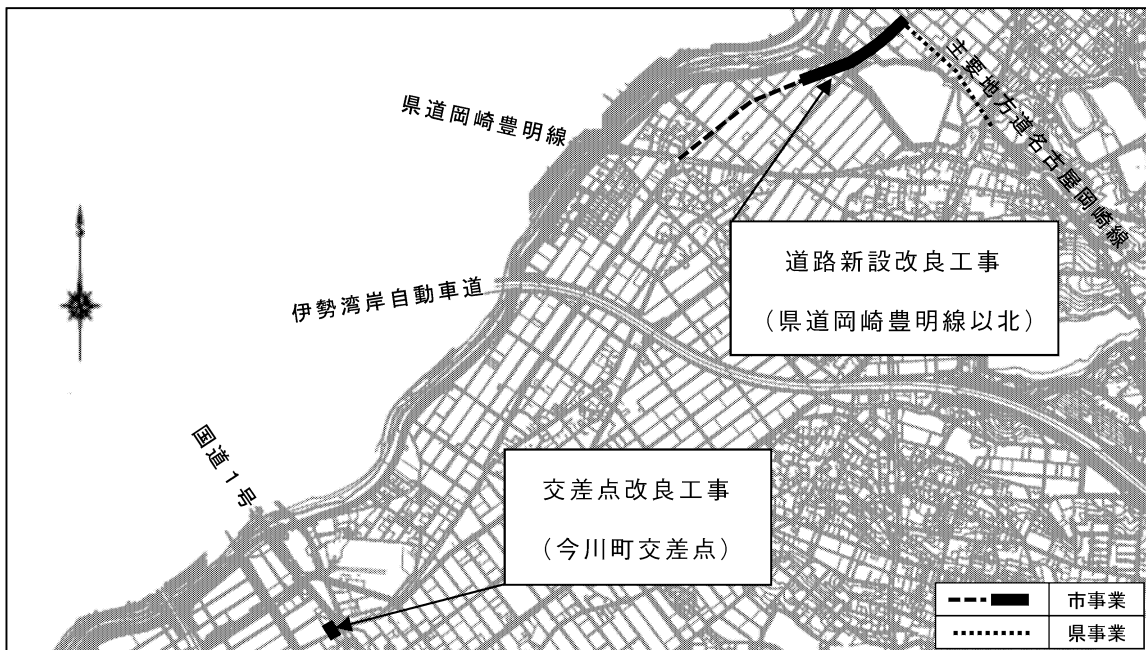 主要地方道名古屋岡崎線
県道岡崎豊明線
道路新設改良工事
（県道岡崎豊明線以北）
伊勢湾岸自動車道
国道１号
交差点改良工事
（今川町交差点）
市事業
県事業